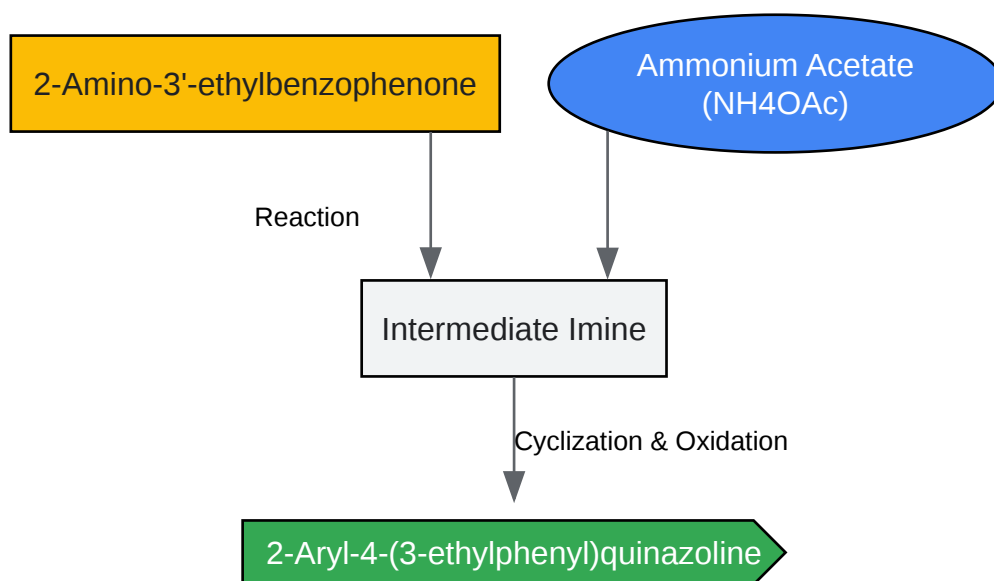 2-Amino-3'-ethylbenzophenone
Ammonium Acetate
(NH4OAc)
Reaction
Intermediate Imine
Cyclization & Oxidation
2-Aryl-4-(3-ethylphenyl)quinazoline